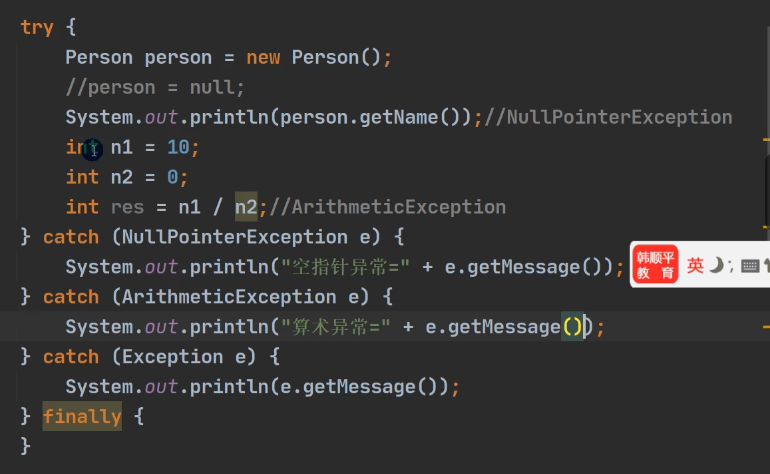 try {
    Person person = new Person();
    //person = null;
    System.out.println(person.getName());//NullPointerException
    int n1 = 10;
    int n2 = 0;
    int res = n1 / n2;//ArithmeticException
} catch (NullPointerException e) {
    System.out.println("空指针异常=" + e.getMessage());
} catch (ArithmeticException e) {
    System.out.println("算术异常=" + e.getMessage());
} catch (Exception e) {
    System.out.println(e.getMessage());
} finally {
}
韩顺平
教育
英